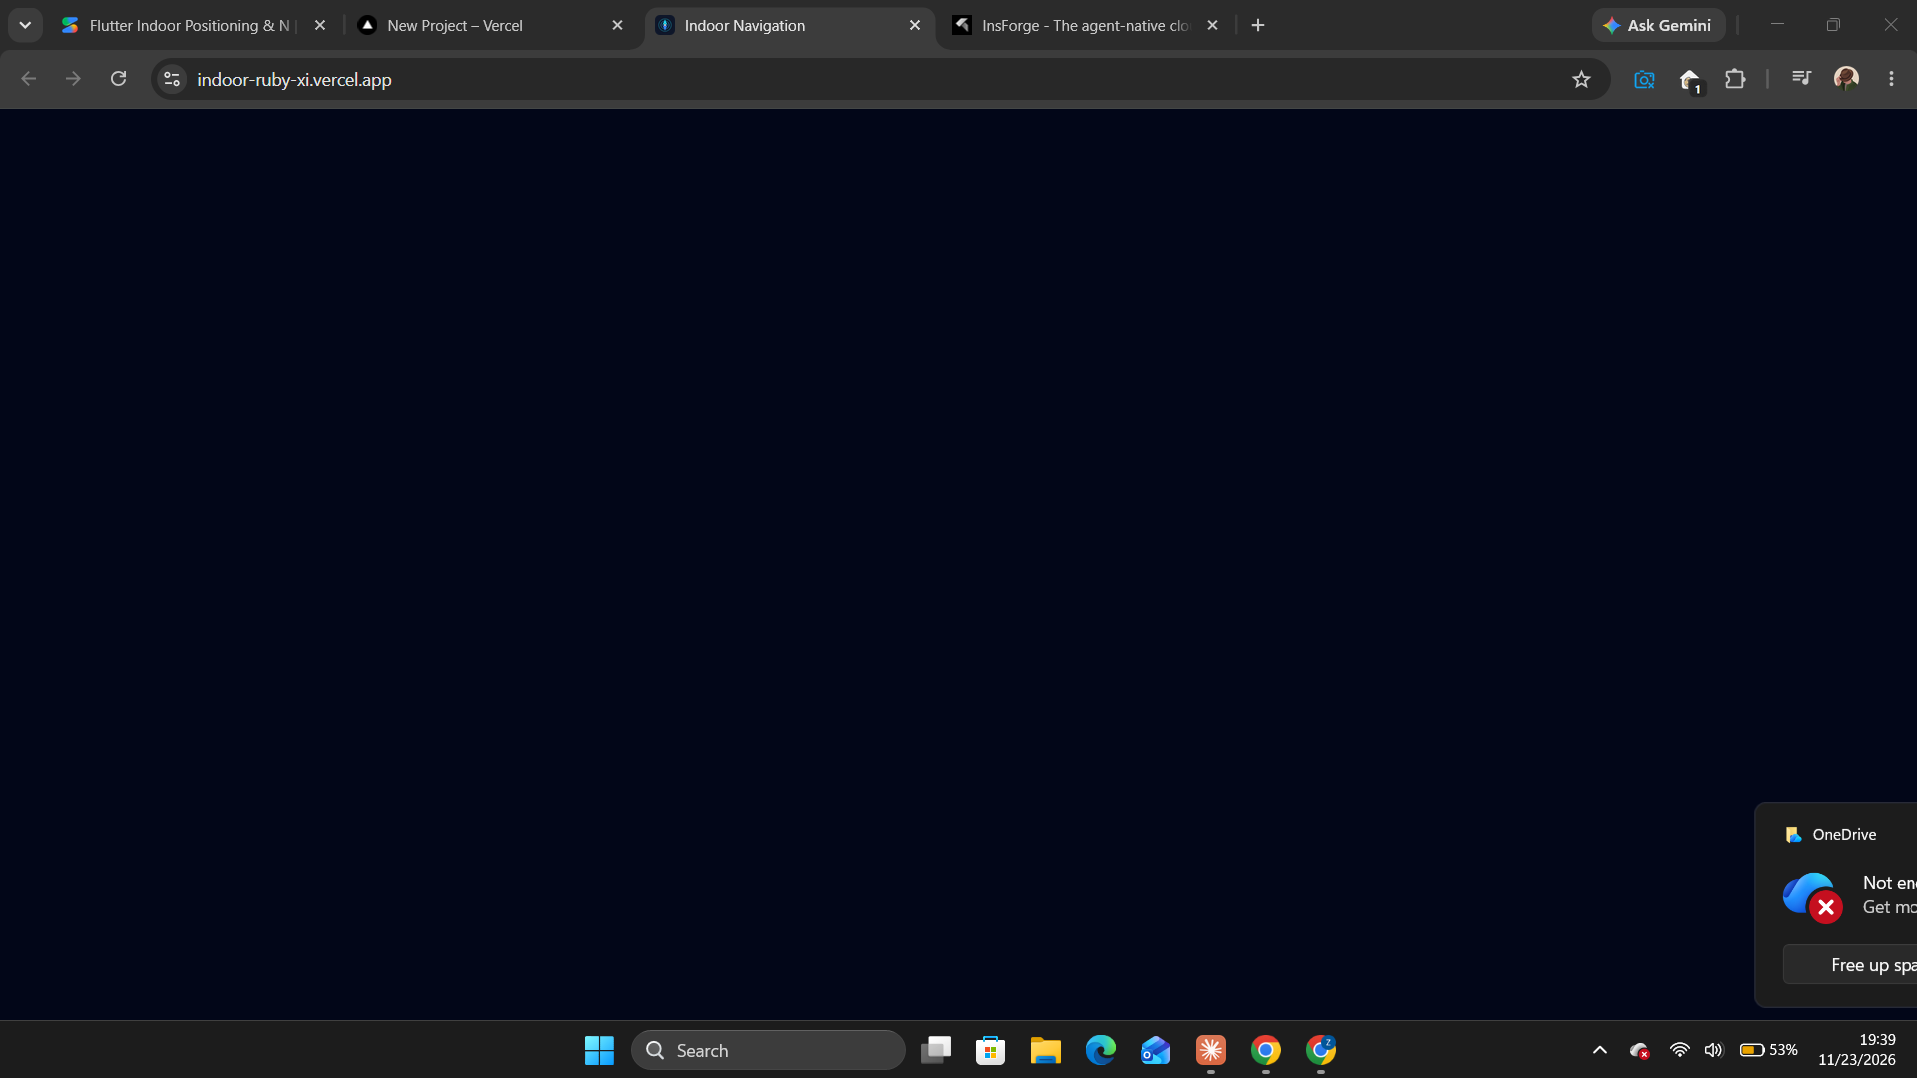 Flutter Indoor Positioning & N
New Project – Vercel
Indoor Navigation
InsForge - The agent-native clo
Ask Gemini
indoor-ruby-xi.vercel.app
1
OneDrive
Not en
Get mo
Free up spa
Search
Z
53%
19:39
11/23/2026